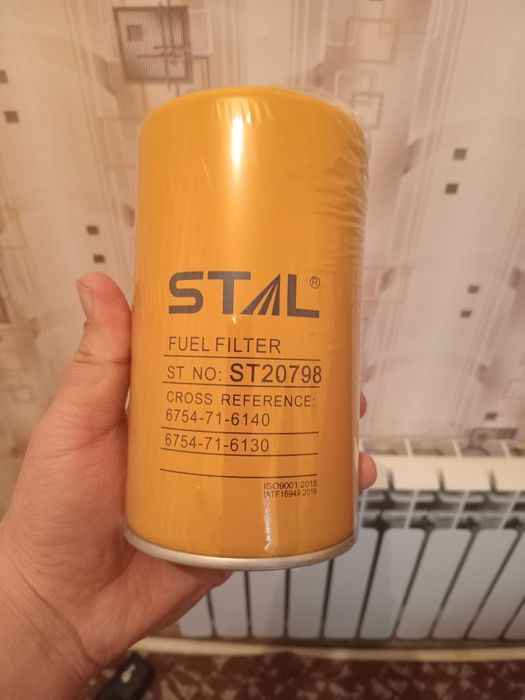 STAL®
FUEL FILTER
ST NO: ST20798
CROSS REFERENCE:
6754-71-6140
6754-71-6130
ISO9001:2015
IATF16949:2016